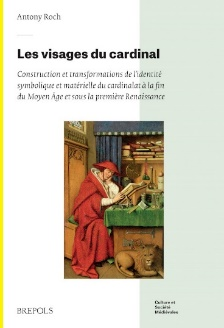 Antony Roch
Les visages du cardinal
Construction et transformations de l'identité
symbolique et matérielle du cardinalat à la fin
du Moyen Âge et sous la première Renaissance
BREPOLS
Culture et
Société
Médiévales